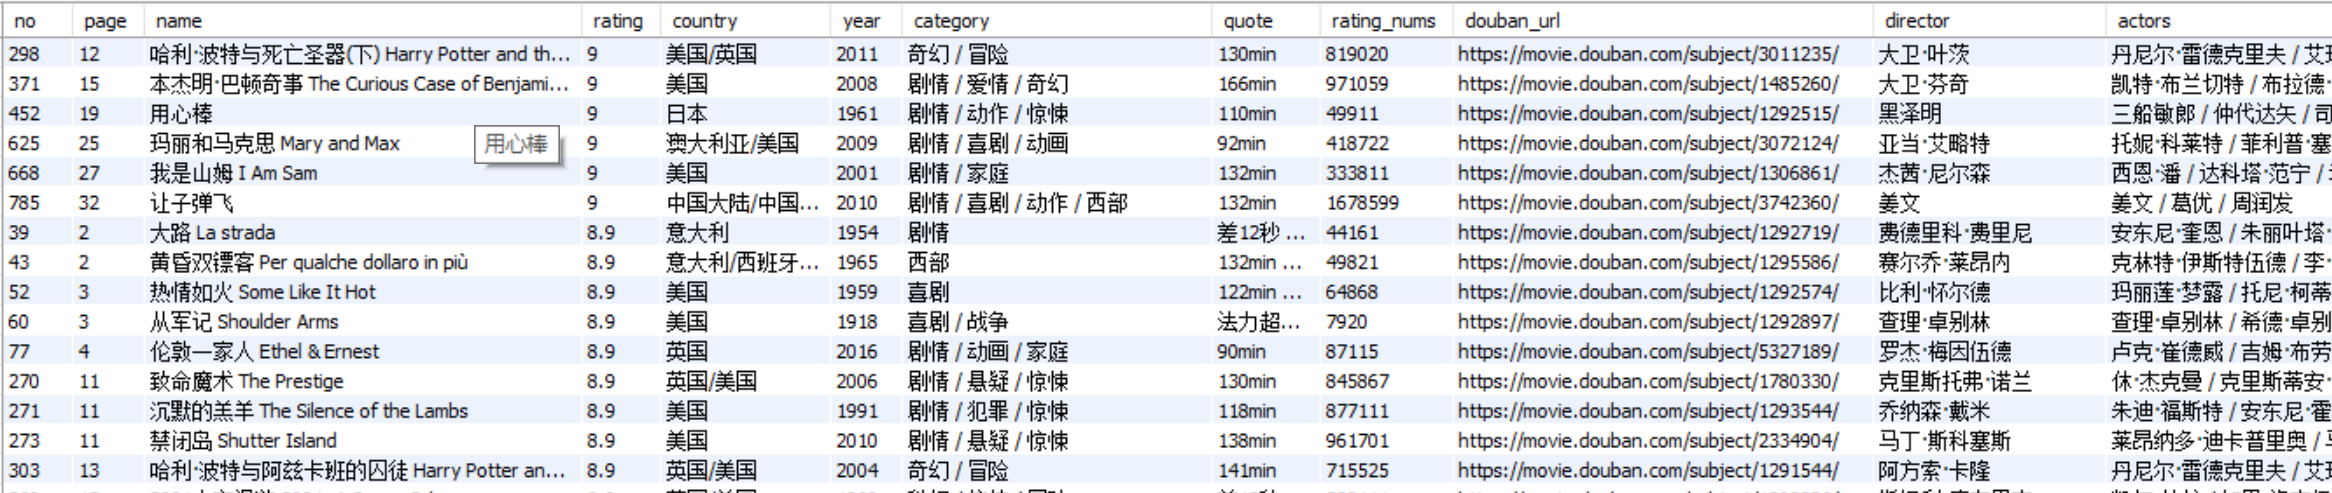 no page name rating country year category quote rating_nums douban_url director actors
298 12 哈利·波特与死亡圣器(下) Harry Potter and th... 9 美国/英国 2011 奇幻 / 冒险 130min 819020 https://movie.douban.com/subject/3011235/ 大卫·叶茨 丹尼尔·雷德克里夫 / 艾
371 15 本杰明·巴顿奇事 The Curious Case of Benjami... 9 美国 2008 剧情 / 爱情 / 奇幻 166min 971059 https://movie.douban.com/subject/1485260/ 大卫·芬奇 凯特·布兰切特 / 布拉德·
452 19 用心棒 9 日本 1961 剧情 / 动作 / 惊悚 110min 49911 https://movie.douban.com/subject/1292515/ 黑泽明 三船敏郎 / 仲代达矢 / 司
625 25 玛丽和马克思 Mary and Max 用心棒 9 澳大利亚/美国 2009 剧情 / 喜剧 / 动画 92min 418722 https://movie.douban.com/subject/3072124/ 亚当·艾略特 托妮·科莱特 / 菲利普·塞
668 27 我是山姆 I Am Sam 9 美国 2001 剧情 / 家庭 132min 333811 https://movie.douban.com/subject/1306861/ 杰茜·尼尔森 西恩·潘 / 达科塔·范宁 /
785 32 让子弹飞 9 中国大陆/中国... 2010 剧情 / 喜剧 / 动作 / 西部 132min 1678599 https://movie.douban.com/subject/3742360/ 姜文 姜文 / 葛优 / 周润发
39 2 大路 La strada 8.9 意大利 1954 剧情 差12秒 ... 44161 https://movie.douban.com/subject/1292719/ 费德里科·费里尼 安东尼·奎恩 / 朱丽叶塔·
43 2 黄昏双镖客 Per qualche dollaro in più 8.9 意大利/西班牙... 1965 西部 132min ... 49821 https://movie.douban.com/subject/1295586/ 赛尔乔·莱昂内 克林特·伊斯特伍德 / 李·
52 3 热情如火 Some Like It Hot 8.9 美国 1959 喜剧 122min ... 64868 https://movie.douban.com/subject/1292574/ 比利·怀尔德 玛丽莲·梦露 / 托尼·柯蒂
60 3 从军记 Shoulder Arms 8.9 美国 1918 喜剧 / 战争 法力超... 7920 https://movie.douban.com/subject/1292897/ 查理·卓别林 查理·卓别林 / 希德·卓别
77 4 伦敦一家人 Ethel & Ernest 8.9 英国 2016 剧情 / 动画 / 家庭 90min 87115 https://movie.douban.com/subject/5327189/ 罗杰·梅因伍德 卢克·崔德威 / 吉姆·布劳
270 11 致命魔术 The Prestige 8.9 英国/美国 2006 剧情 / 悬疑 / 惊悚 130min 845867 https://movie.douban.com/subject/1780330/ 克里斯托弗·诺兰 休·杰克曼 / 克里斯蒂安·
271 11 沉默的羔羊 The Silence of the Lambs 8.9 美国 1991 剧情 / 犯罪 / 惊悚 118min 877111 https://movie.douban.com/subject/1293544/ 乔纳森·戴米 朱迪·福斯特 / 安东尼·霍
273 11 禁闭岛 Shutter Island 8.9 美国 2010 剧情 / 悬疑 / 惊悚 138min 961701 https://movie.douban.com/subject/2334904/ 马丁·斯科塞斯 莱昂纳多·迪卡普里奥 /
303 13 哈利·波特与阿兹卡班的囚徒 Harry Potter an... 8.9 英国/美国 2004 奇幻 / 冒险 141min 715525 https://movie.douban.com/subject/1291544/ 阿方索·卡隆 丹尼尔·雷德克里夫 / 艾